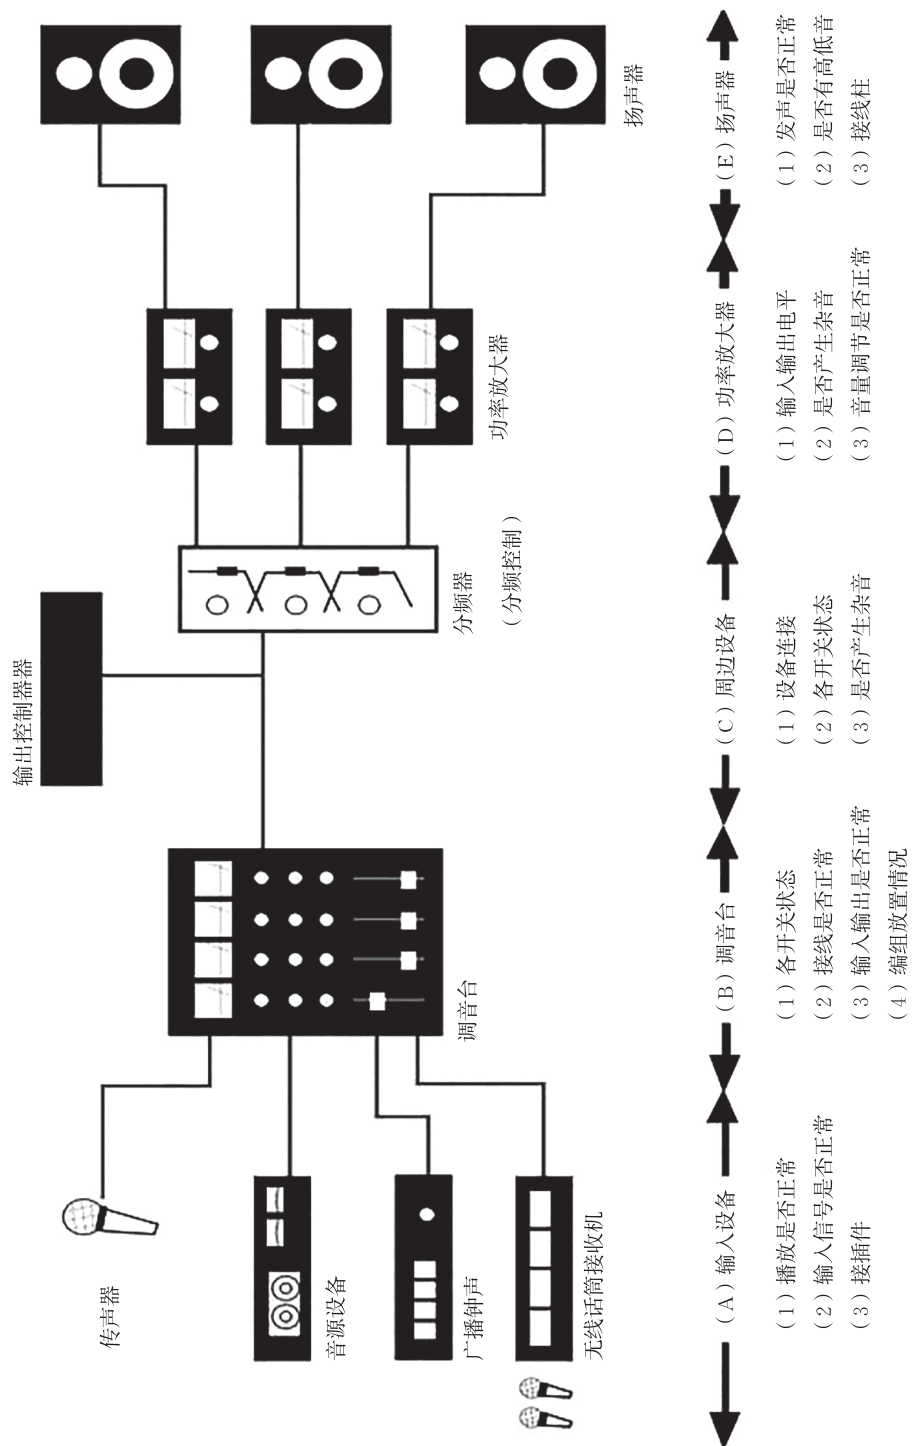 传声器
音源设备
广播钟声
无线话筒接收机
调音台
输出控制器器
分频器
（分频控制）
功率放大器
扬声器
（A）输入设备
（1）播放是否正常
（2）输入信号是否正常
（3）接插件
（B）调音台
（1）各开关状态
（2）接线是否正常
（3）输入输出是否正常
（4）编组放置情况
（C）周边设备
（1）设备连接
（2）各开关状态
（3）是否产生杂音
（D）功率放大器
（1）输入输出电平
（2）是否产生杂音
（3）音量调节是否正常
（E）扬声器
（1）发声是否正常
（2）是否有高低音
（3）接线柱